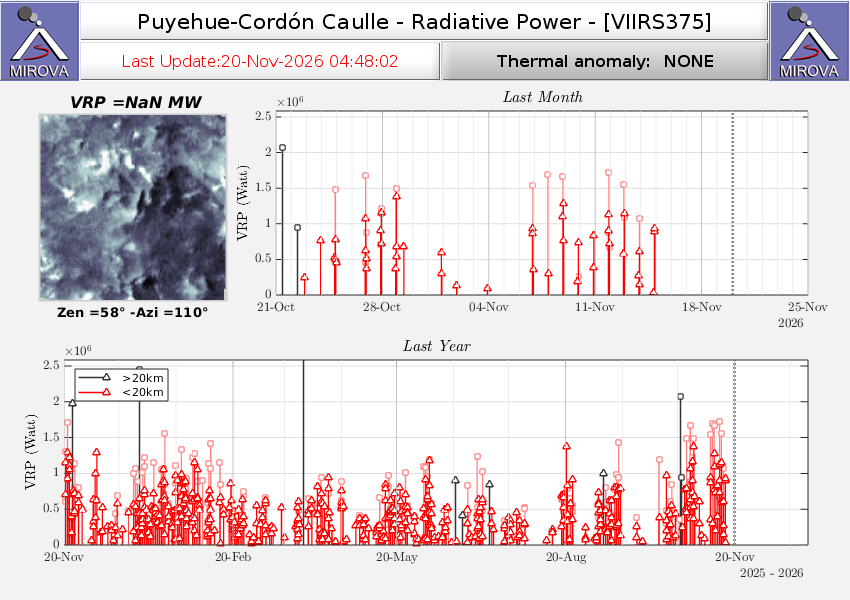 Puyehue-Cordón Caulle - Radiative Power - [VIIRS375]
MIROVA
Last Update:20-Nov-2026 04:48:02
Thermal anomaly: NONE
MIROVA
VRP =NaN MW
Zen =58° -Azi =110°
Last Month
×10^6
VRP (Watt)
2.5
2
1.5
1
0.5
0
21-Oct
28-Oct
04-Nov
11-Nov
18-Nov
25-Nov
2026
Last Year
×10^6
VRP (Watt)
2.5
2
1.5
1
0.5
0
>20km
<20km
20-Nov
20-Feb
20-May
20-Aug
20-Nov
2025 - 2026